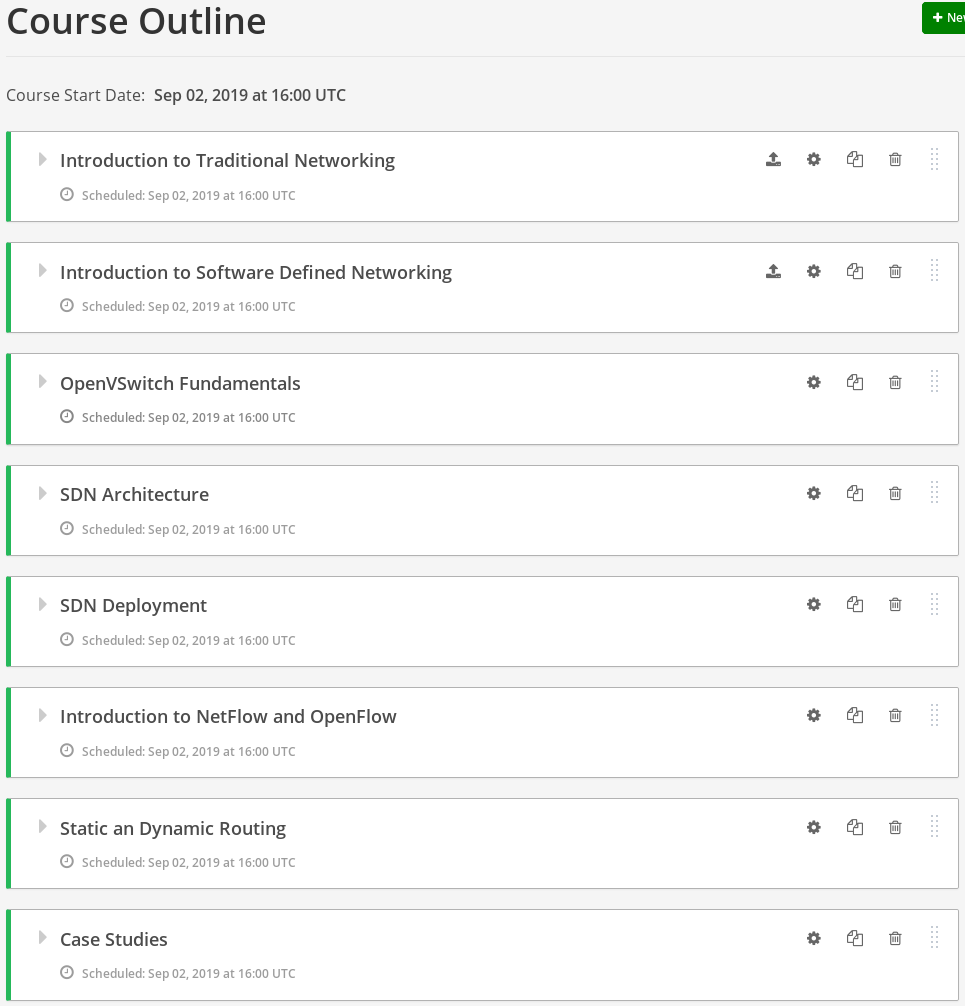 Course Outline
Course Start Date: Sep 02, 2019 at 16:00 UTC
Introduction to Traditional Networking
Scheduled: Sep 02, 2019 at 16:00 UTC
Introduction to Software Defined Networking
Scheduled: Sep 02, 2019 at 16:00 UTC
OpenVSwitch Fundamentals
Scheduled: Sep 02, 2019 at 16:00 UTC
SDN Architecture
Scheduled: Sep 02, 2019 at 16:00 UTC
SDN Deployment
Scheduled: Sep 02, 2019 at 16:00 UTC
Introduction to NetFlow and OpenFlow
Scheduled: Sep 02, 2019 at 16:00 UTC
Static an Dynamic Routing
Scheduled: Sep 02, 2019 at 16:00 UTC
Case Studies
Scheduled: Sep 02, 2019 at 16:00 UTC